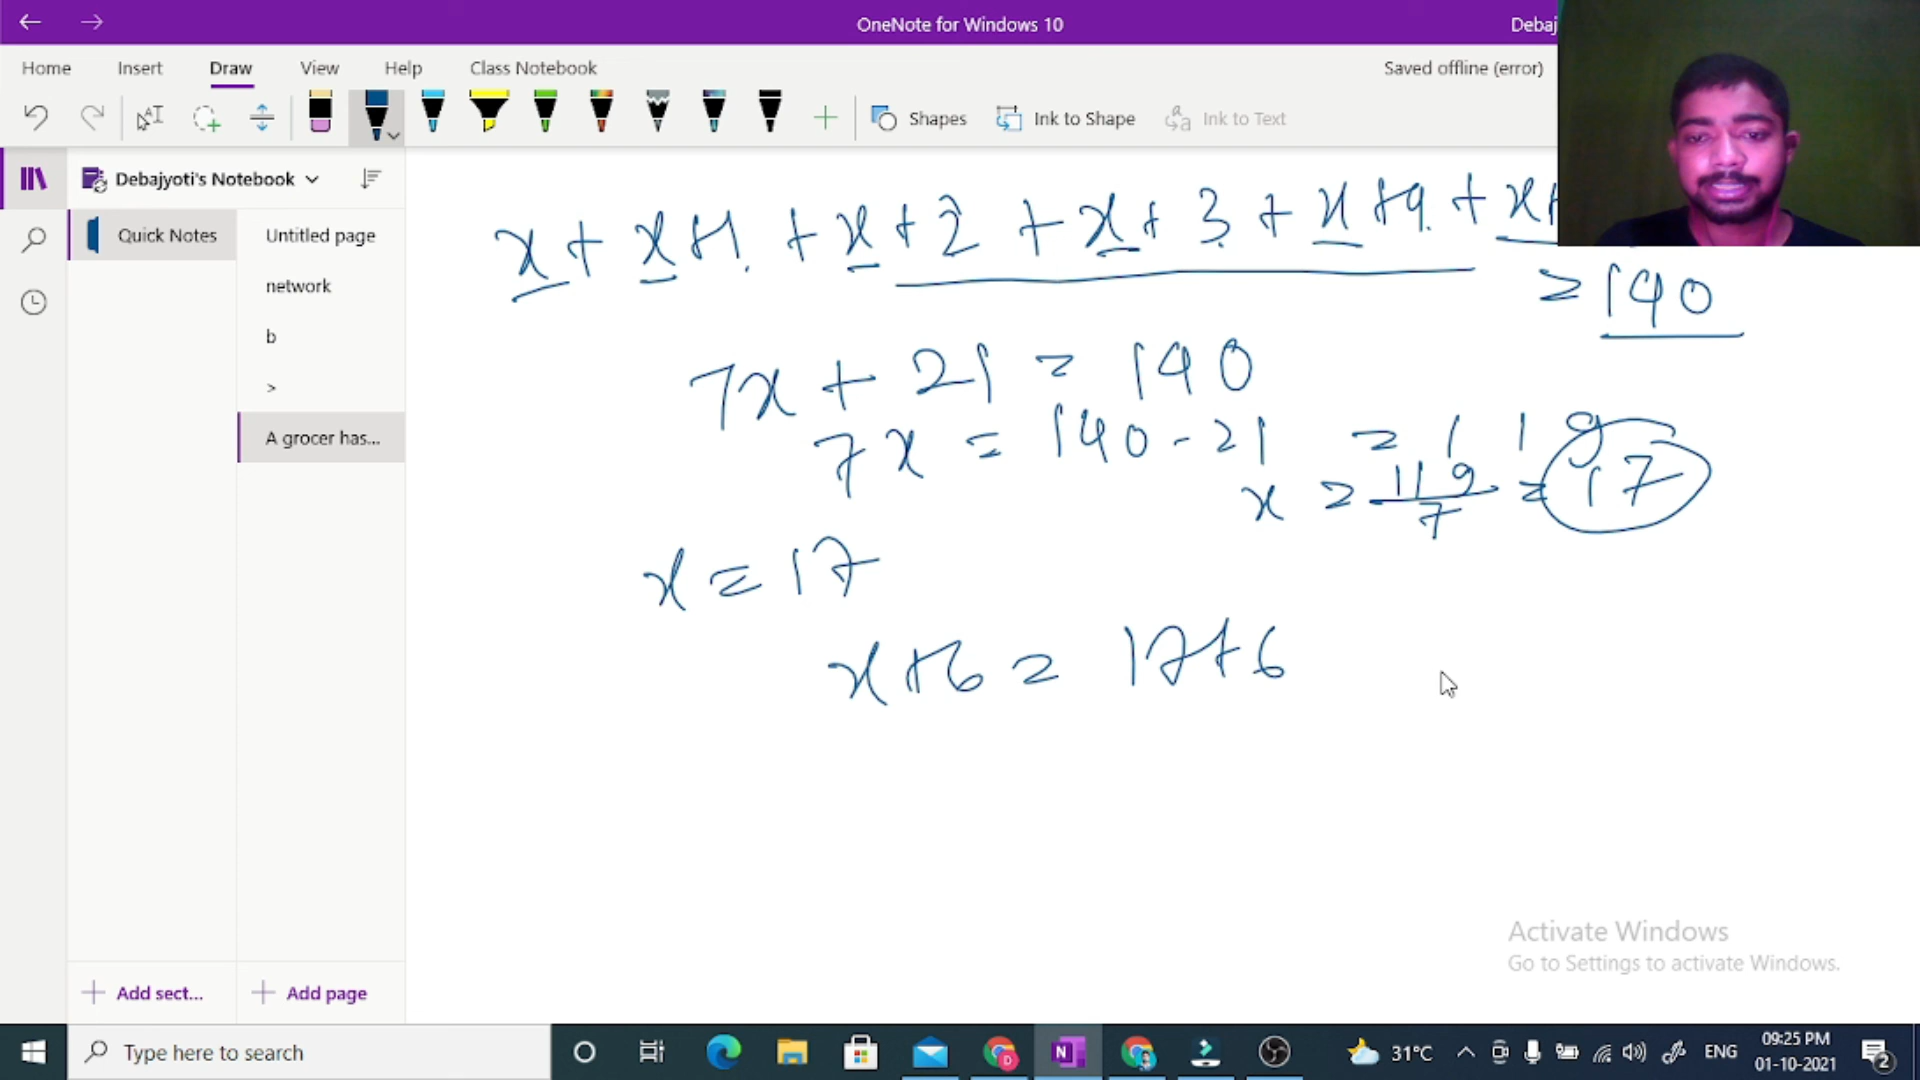 OneNote for Windows 10
Debaj
Home Insert Draw View Help Class Notebook
Saved offline (error)
Shapes Ink to Shape Ink to Text
Debajyoti's Notebook
Quick Notes
Untitled page
network
b
>
A grocer has...
x + x+1 + x+2 + x+3 + x+4 + x+
= 140
7x + 21 = 140
7x = 140-21 = 119
x = 119/7 = 17
x = 17
x+6 = 17+6
Activate Windows
Go to Settings to activate Windows.
Add sect...
Add page
Type here to search
31°C
ENG
09:25 PM
01-10-2021
2